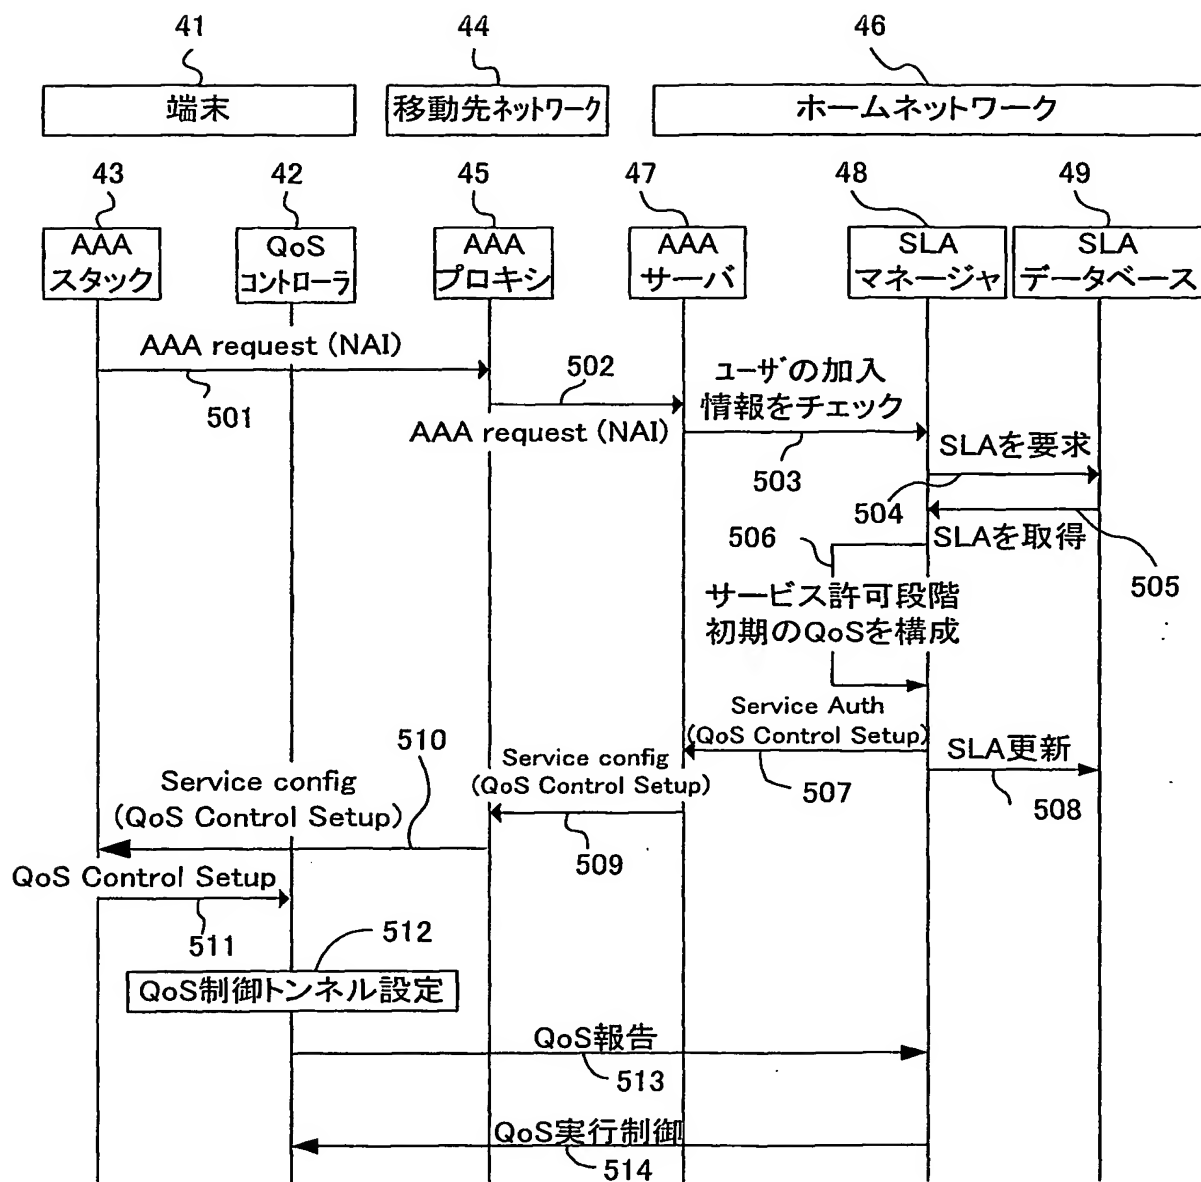 41
44
46
端末
移動先ネットワーク
ホームネットワーク
43
42
45
47
48
49
AAA
スタック
QoS
コントローラ
AAA
プロキシ
AAA
サーバ
SLA
マネージャ
SLA
データベース
AAA request (NAI)
501
502
AAA request (NAI)
ユーザの加入
情報をチェック
503
SLAを要求
504
SLAを取得
505
506
サービス許可段階
初期のQoSを構成
Service Auth
(QoS Control Setup)
507
SLA更新
508
Service config
(QoS Control Setup)
509
510
Service config
(QoS Control Setup)
QoS Control Setup
511
512
QoS制御トンネル設定
QoS報告
513
QoS実行制御
514